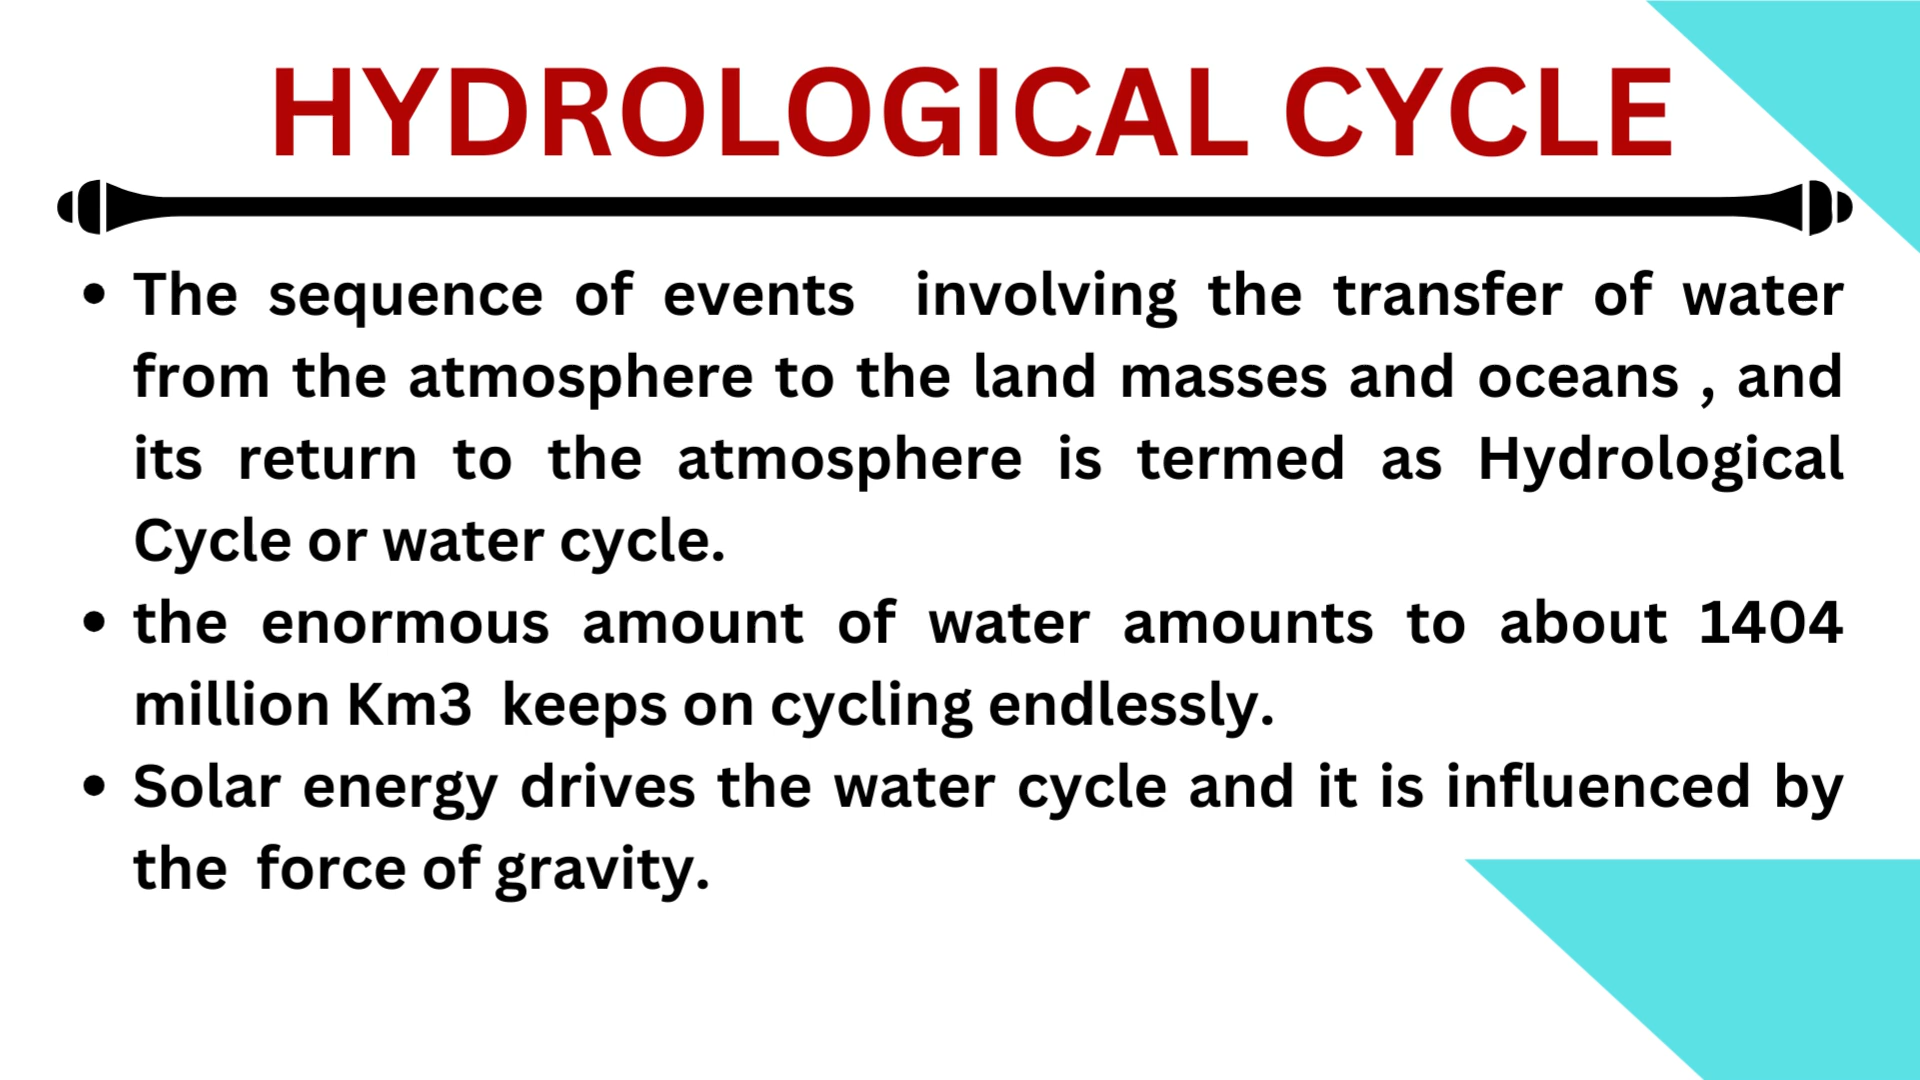 HYDROLOGICAL CYCLE
• The sequence of events  involving the transfer of water
from the atmosphere to the land masses and oceans , and
its return to the atmosphere is termed as Hydrological
Cycle or water cycle.
• the enormous amount of water amounts to about 1404
million Km3  keeps on cycling endlessly.
• Solar energy drives the water cycle and it is influenced by
the  force of gravity.